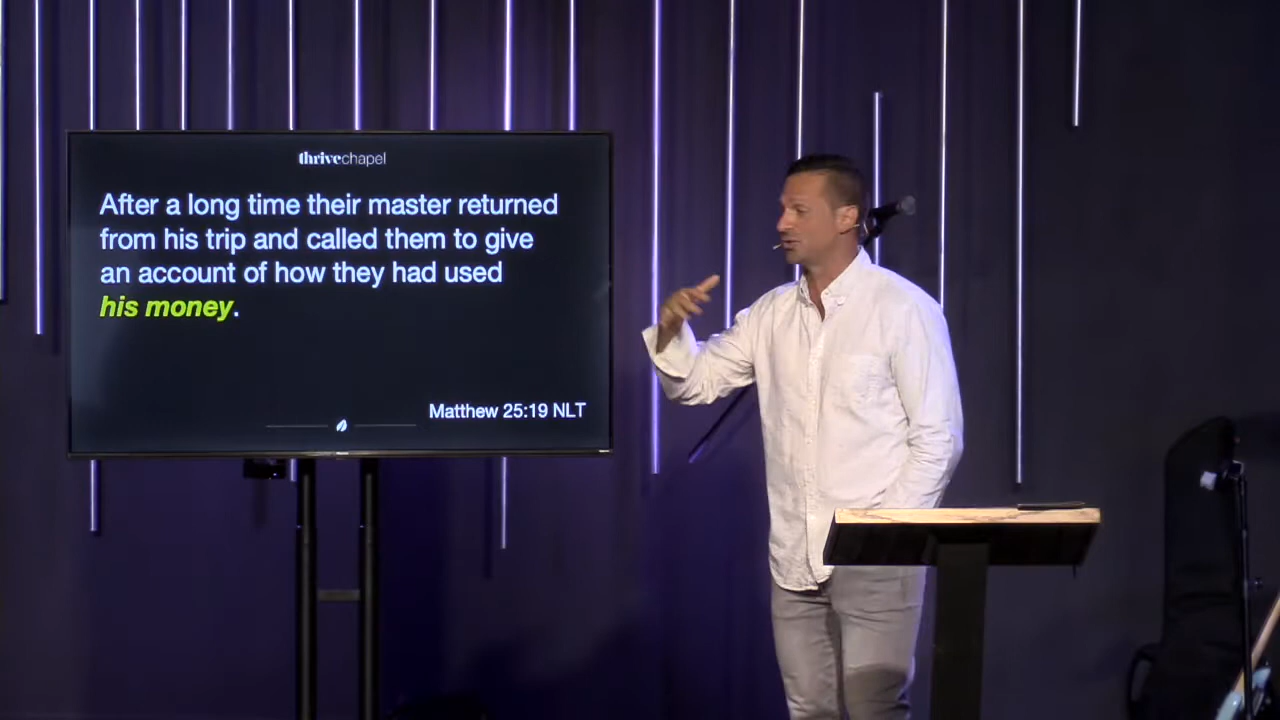 thrivechapel
After a long time their master returned
from his trip and called them to give
an account of how they had used
his money.
Matthew 25:19 NLT